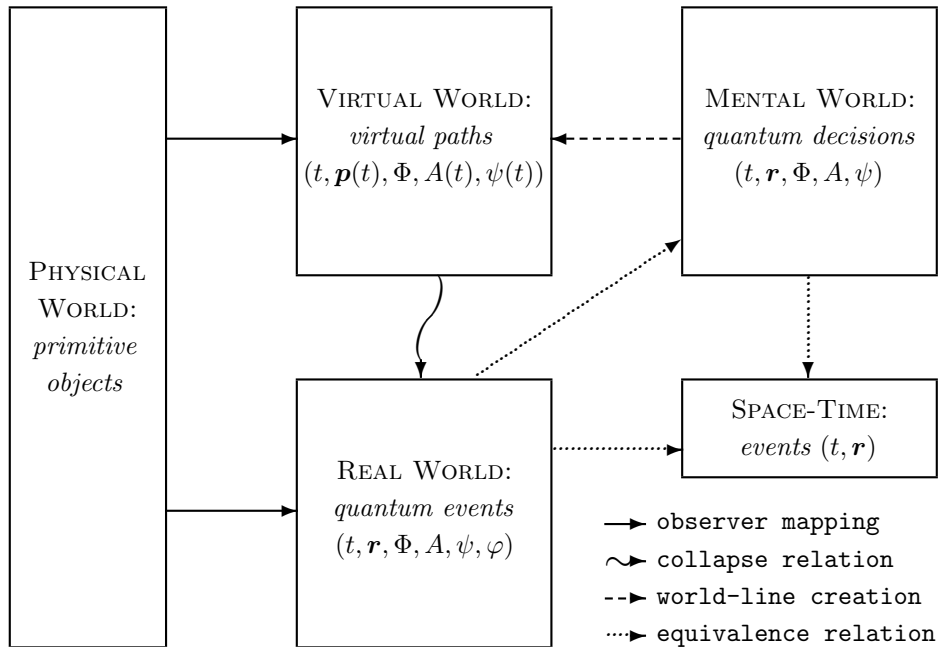 PHYSICAL
WORLD:
primitive
objects
VIRTUAL WORLD:
virtual paths
(t, p(t), Φ, A(t), ψ(t))
MENTAL WORLD:
quantum decisions
(t, r, Φ, A, ψ)
REAL WORLD:
quantum events
(t, r, Φ, A, ψ, φ)
SPACE-TIME:
events (t, r)
observer mapping
collapse relation
world-line creation
equivalence relation